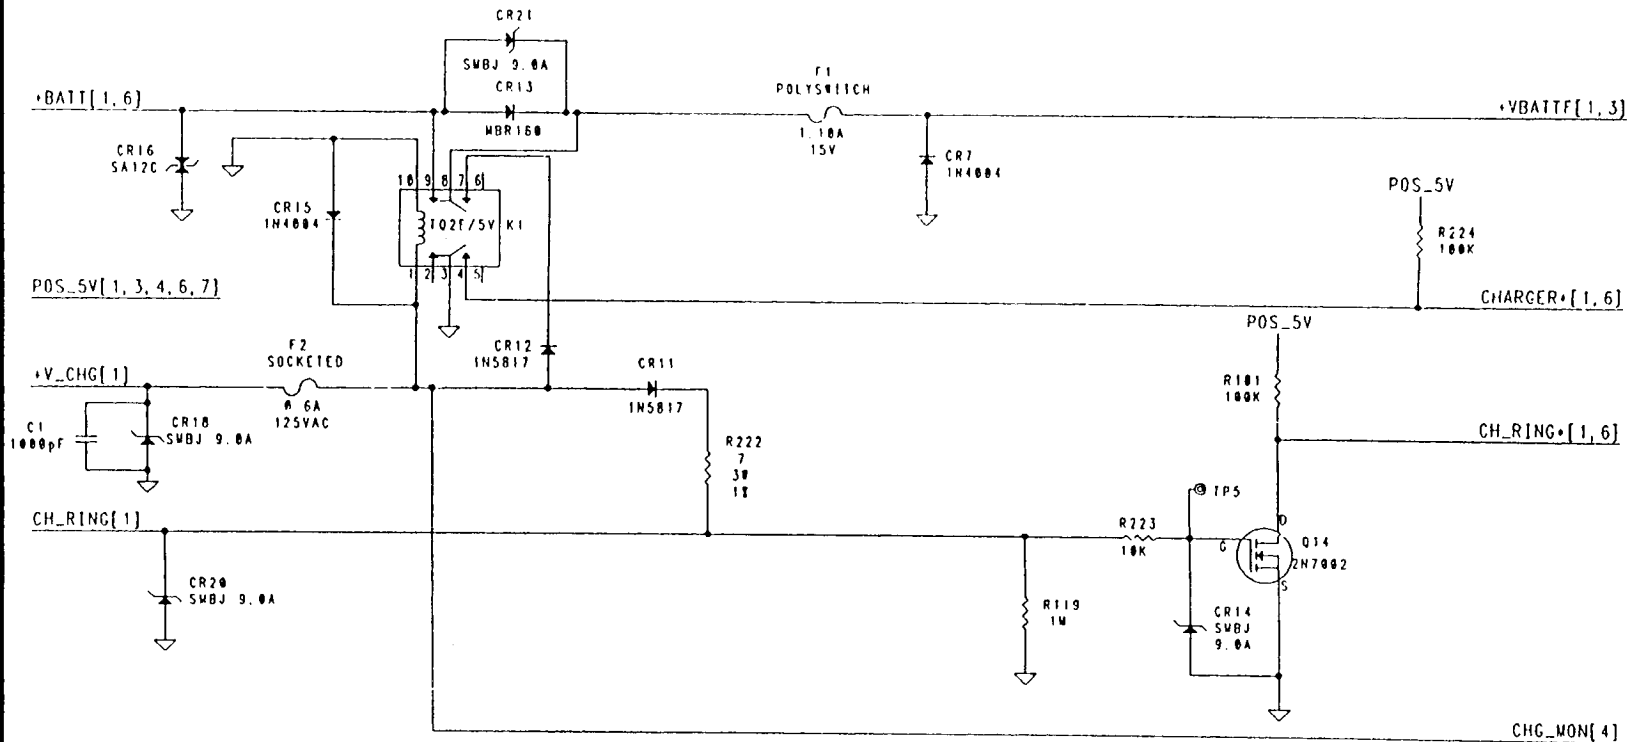 CR21
SMBJ 9.0A
CR13
MBR160
+BATT[1,6]
F1
POLYSWITCH
1.10A
15V
+VBATTF[1,3]
CR16
SA12C
CR7
1N4004
10 9 8 7 6
TQ2E/5V K1
1 2 3 4 5
CR15
1N4004
POS_5V
R224
100K
POS_5V[1,3,4,6,7]
CHARGER+[1,6]
POS_5V
F2
SOCKETED
0.6A
125VAC
CR12
1N5817
CR11
1N5817
+V_CHG[1]
R101
100K
C1
1000pF
CR18
SMBJ 9.0A
CH_RING+[1,6]
R222
7
3W
1%
TP5
CH_RING[1]
R223
10K
D
G
S
Q14
2N7002
CR20
SMBJ 9.0A
R119
1M
CR14
SMBJ
9.0A
CHG_MON[4]